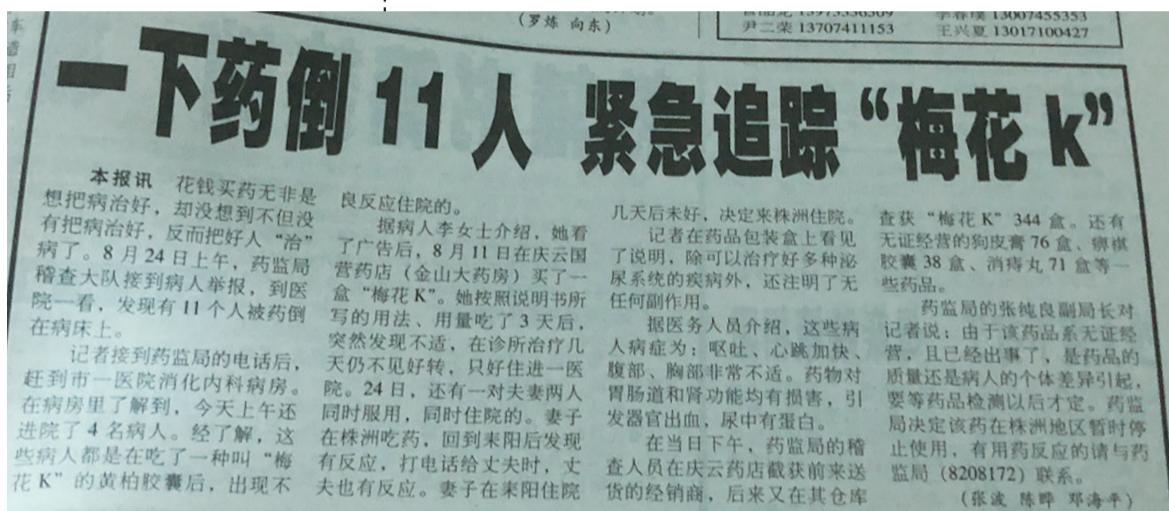 (罗炼 向东)
尹二荣 13707411153 王兴夏 13017100427
一下药倒11人 紧急追踪“梅花k”
本报讯 花钱买药无非是
想把病治好，却没想到不但没
有把病治好，反而把好人“治”
病了。8月24日上午，药监局
稽查大队接到病人举报，到医
院一看，发现有11个人被药倒
在病床上。
记者接到药监局的电话后，
赶到市一医院消化内科病房。
在病房里了解到，今天上午还
进院了4名病人。经了解，这
些病人都是在吃了一种叫“梅
花K”的黄柏胶囊后，出现不
良反应住院的。
据病人李女士介绍，她看
了广告后，8月11日在庆云国
营药店（金山大药房）买了一
盒“梅花K”。她按照说明书所
写的用法、用量吃了3天后，
突然发现不适，在诊所治疗几
天仍不见好转，只好住进一医
院。24日，还有一对夫妻两人
同时服用，同时住院的。妻子
在株洲吃药，回到耒阳后发现
有反应，打电话给丈夫时，丈
夫也有反应。妻子在耒阳住院
几天后未好，决定来株洲住院。
记者在药品包装盒上看见
了说明，除可以治疗好多种泌
尿系统的疾病外，还注明了无
任何副作用。
据医务人员介绍，这些病
人病症为：呕吐、心跳加快、
腹部、胸部非常不适。药物对
胃肠道和肾功能均有损害，引
发器官出血，尿中有蛋白。
在当日下午，药监局的稽
查人员在庆云药店截获前来送
货的经销商，后来又在其仓库
查获“梅花K”344盒。还有
无证经营的狗皮膏76盒、
胶囊38盒、消痔丸71盒等一
些药品。
药监局的张纯良副局长对
记者说：由于该药品系无证经
营，且已经出事了，是药品的
质量还是病人的个体差异引起，
要等药品检测以后才定。药监
局决定该药在株洲地区暂时停
止使用，有用药反应的请与药
监局（8208172）联系。
（张波 陈晔 邓海平）